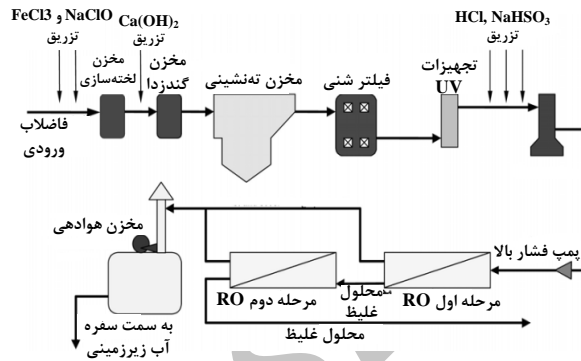 FeCl3 و NaClO
تزریق
Ca(OH)₂
تزریق
مخزن
لخته‌سازی
مخزن
گندزدا
مخزن ته‌نشینی
فیلتر شنی
تجهیزات
UV
HCl, NaHSO₃
تزریق
فاضلاب
ورودی
مخزن هوادهی
پمپ فشار بالا
مرحله اول RO
محلول
غلیظ
مرحله دوم RO
محلول غلیظ
به سمت سفره
آب زیرزمینی